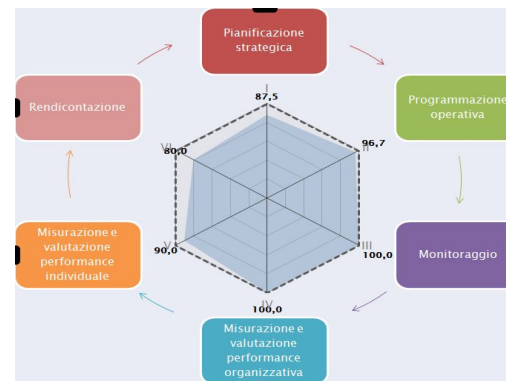 Pianificazione
strategica
I
87,5
Rendicontazione
Programmazione
operativa
VI
80,0
II
96,7
Misurazione e
valutazione
performance
individuale
V
90,0
III
100,0
Monitoraggio
IV
100,0
Misurazione e
valutazione
performance
organizzativa